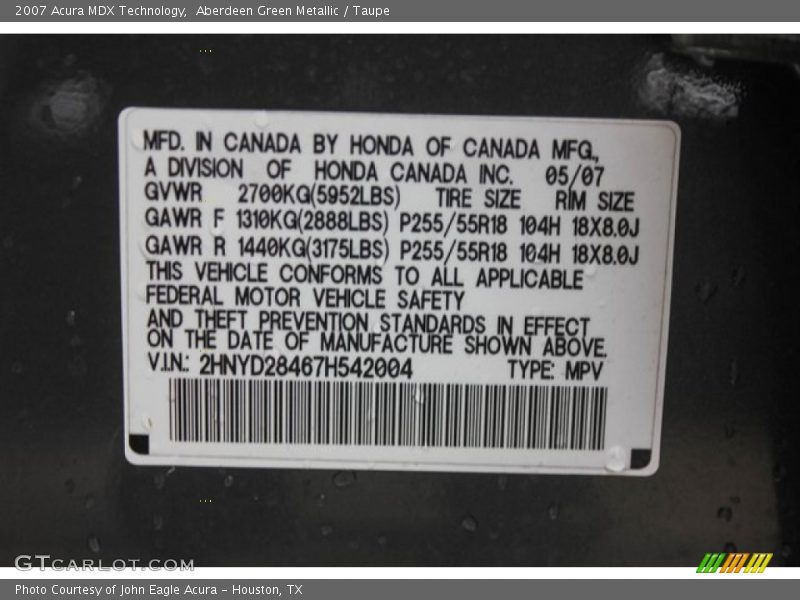 2007 Acura MDX Technology,  Aberdeen Green Metallic / Taupe
MFD. IN CANADA BY HONDA OF CANADA MFG.,
A DIVISION OF HONDA CANADA INC. 05/07
GVWR 2700KG(5952LBS) TIRE SIZE RIM SIZE
GAWR F 1310KG(2888LBS) P255/55R18 104H 18X8.0J
GAWR R 1440KG(3175LBS) P255/55R18 104H 18X8.0J
THIS VEHICLE CONFORMS TO ALL APPLICABLE
FEDERAL MOTOR VEHICLE SAFETY
AND THEFT PREVENTION STANDARDS IN EFFECT
ON THE DATE OF MANUFACTURE SHOWN ABOVE.
V.I.N.: 2HNYD28467H542004 TYPE: MPV
GTCARLOT.COM
Photo Courtesy of John Eagle Acura - Houston, TX